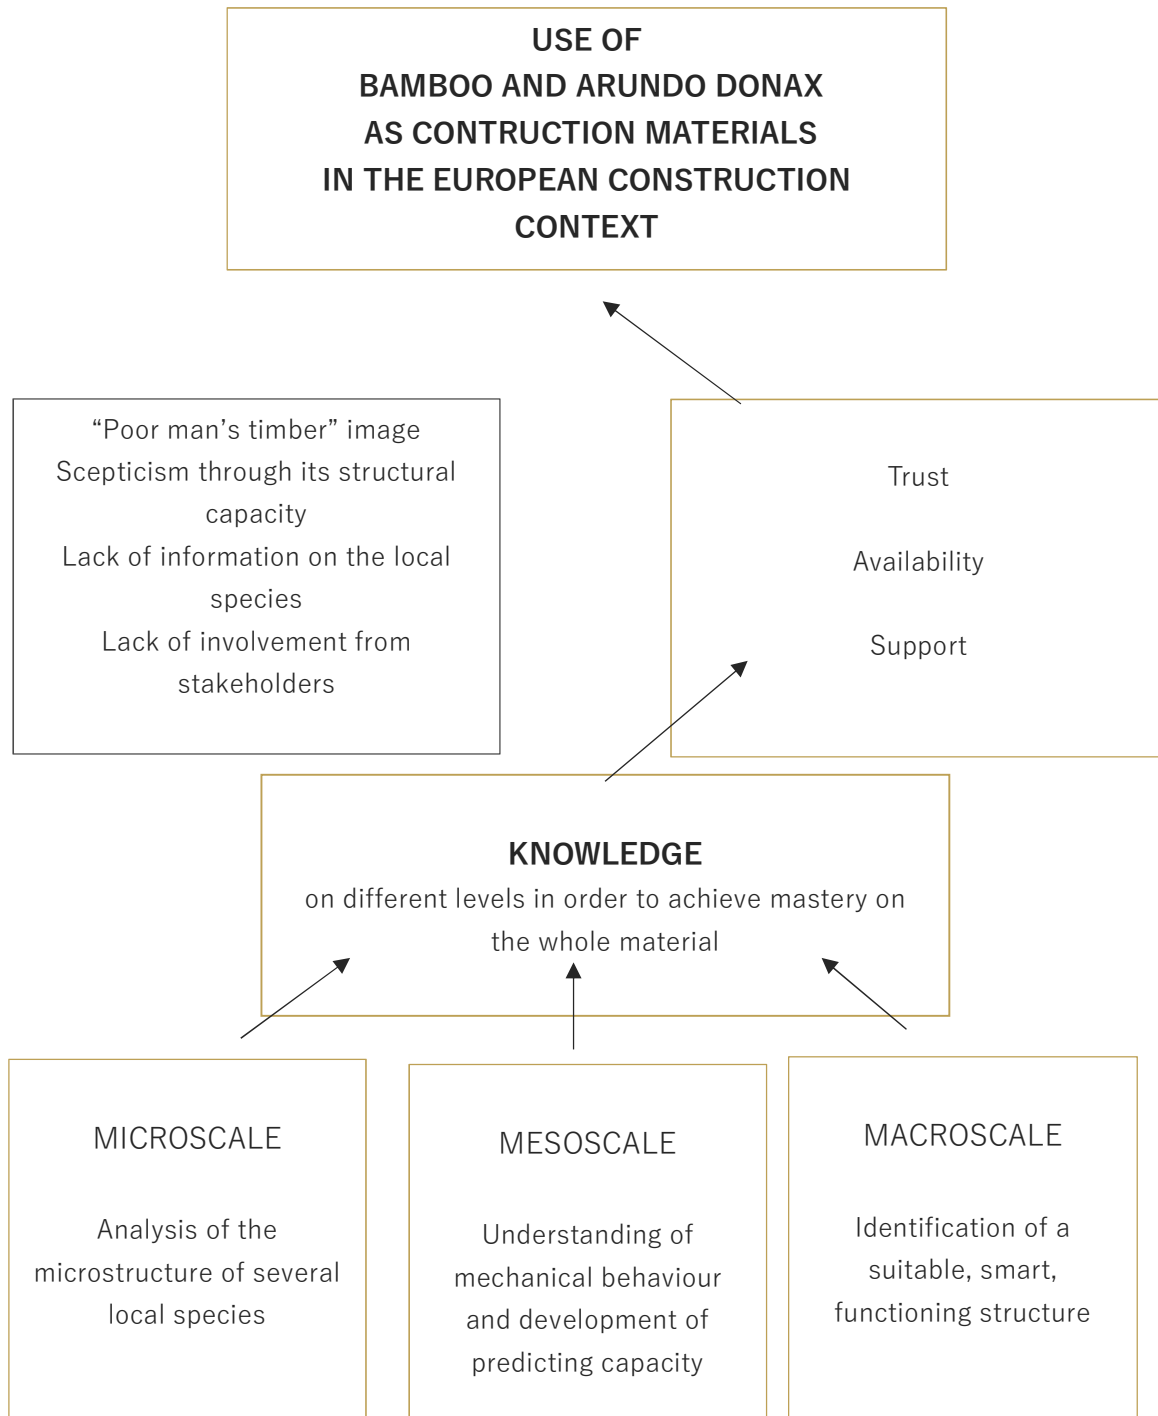 USE OF
BAMBOO AND ARUNDO DONAX
AS CONTRUCTION MATERIALS
IN THE EUROPEAN CONSTRUCTION
CONTEXT
“Poor man’s timber” image
Scepticism through its structural
capacity
Lack of information on the local
species
Lack of involvement from
stakeholders
Trust
Availability
Support
KNOWLEDGE
on different levels in order to achieve mastery on
the whole material
MICROSCALE
Analysis of the
microstructure of several
local species
MESOSCALE
Understanding of
mechanical behaviour
and development of
predicting capacity
MACROSCALE
Identification of a
suitable, smart,
functioning structure